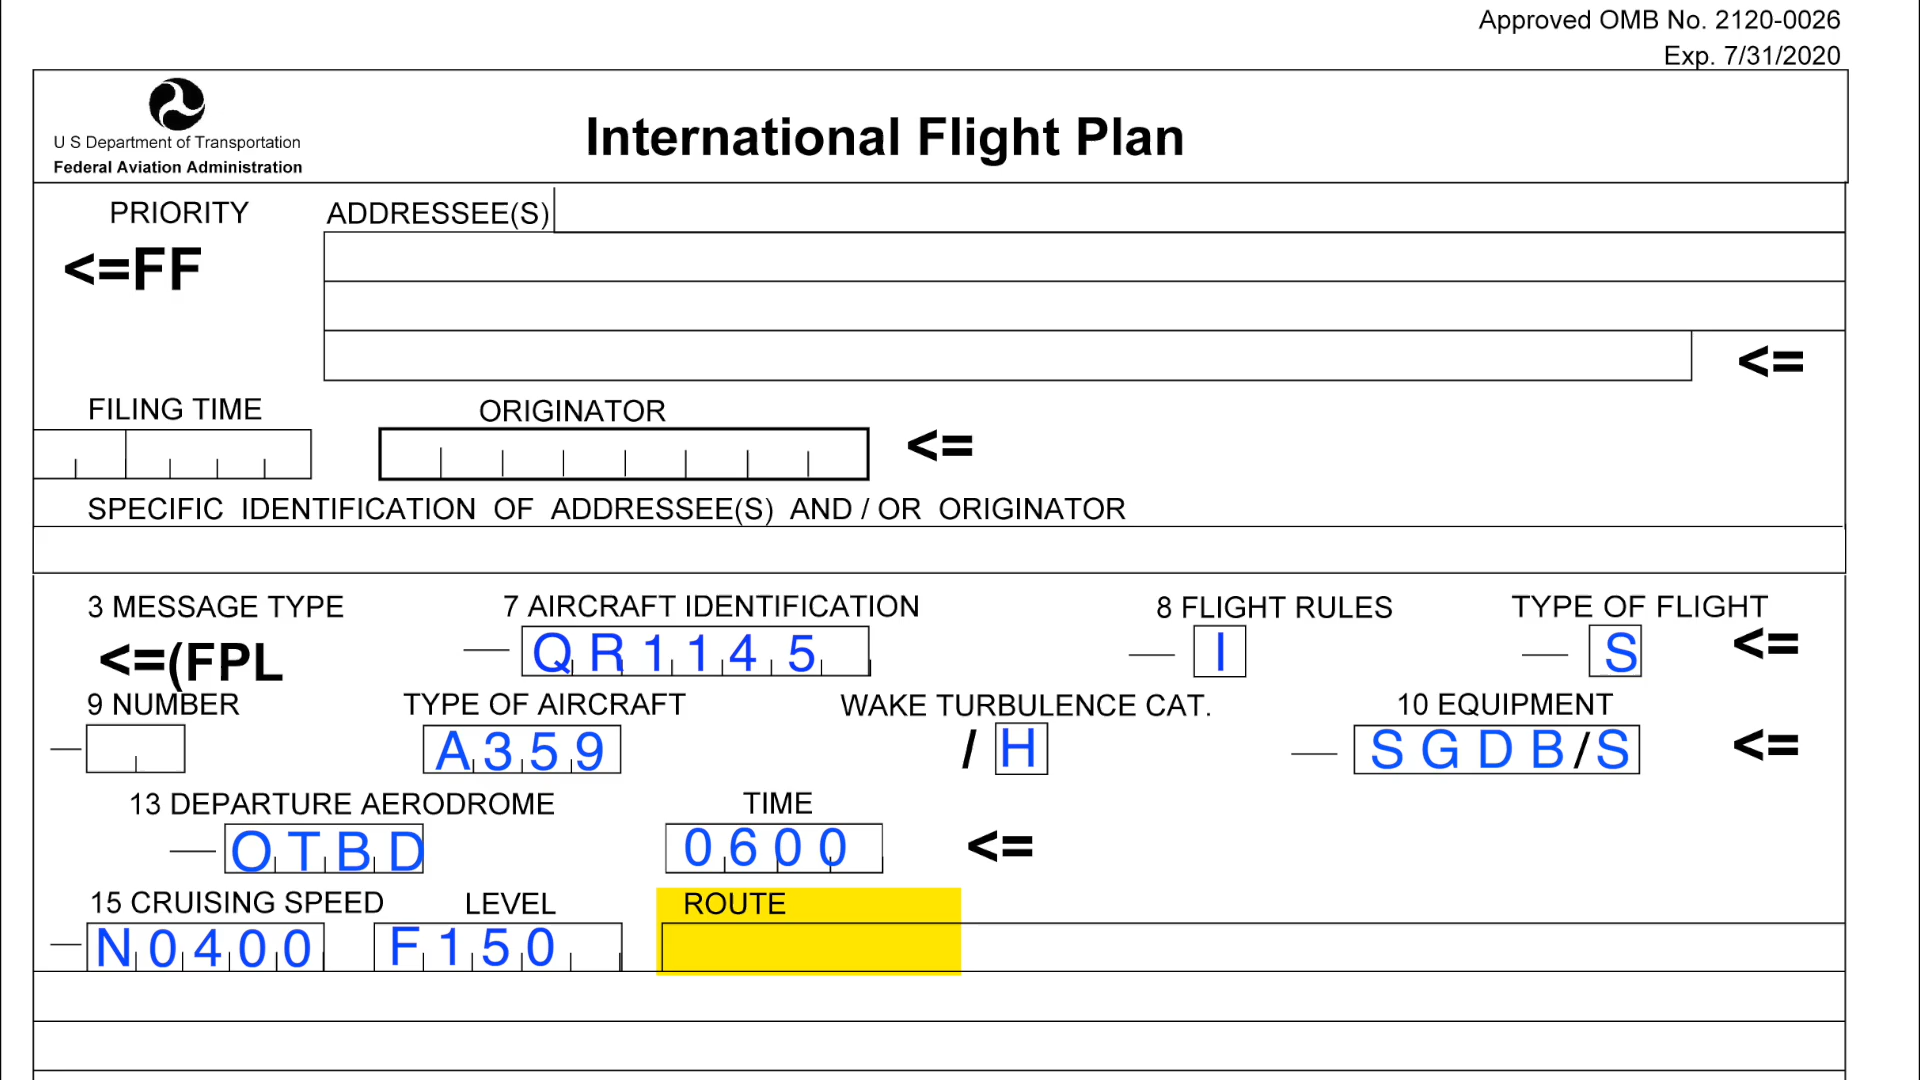 Approved OMB No. 2120-0026
Exp. 7/31/2020
U S Department of Transportation
Federal Aviation Administration
International Flight Plan
PRIORITY ADDRESSEE(S)
<=FF
<=
FILING TIME ORIGINATOR
<=
SPECIFIC IDENTIFICATION OF ADDRESSEE(S) AND / OR ORIGINATOR
3 MESSAGE TYPE 7 AIRCRAFT IDENTIFICATION 8 FLIGHT RULES TYPE OF FLIGHT
<=(FPL — QR1145 — I — S <=
9 NUMBER TYPE OF AIRCRAFT WAKE TURBULENCE CAT. 10 EQUIPMENT
— A359 / H — SGDB/S <=
13 DEPARTURE AERODROME TIME
— OTBD 0600 <=
15 CRUISING SPEED LEVEL ROUTE
— N0400 F150